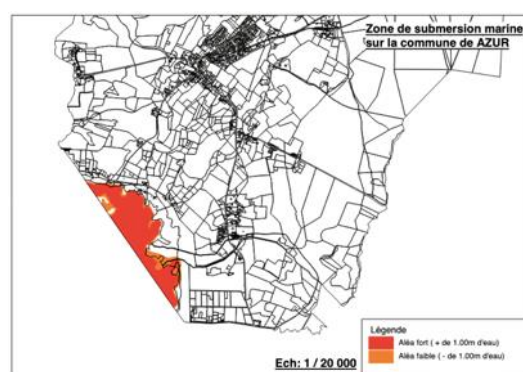 Zone de submersion marine
sur la commune de AZUR
Légende
Aléa fort ( + de 1.00m d'eau)
Aléa faible ( - de 1.00m d'eau)
Ech: 1 / 20 000